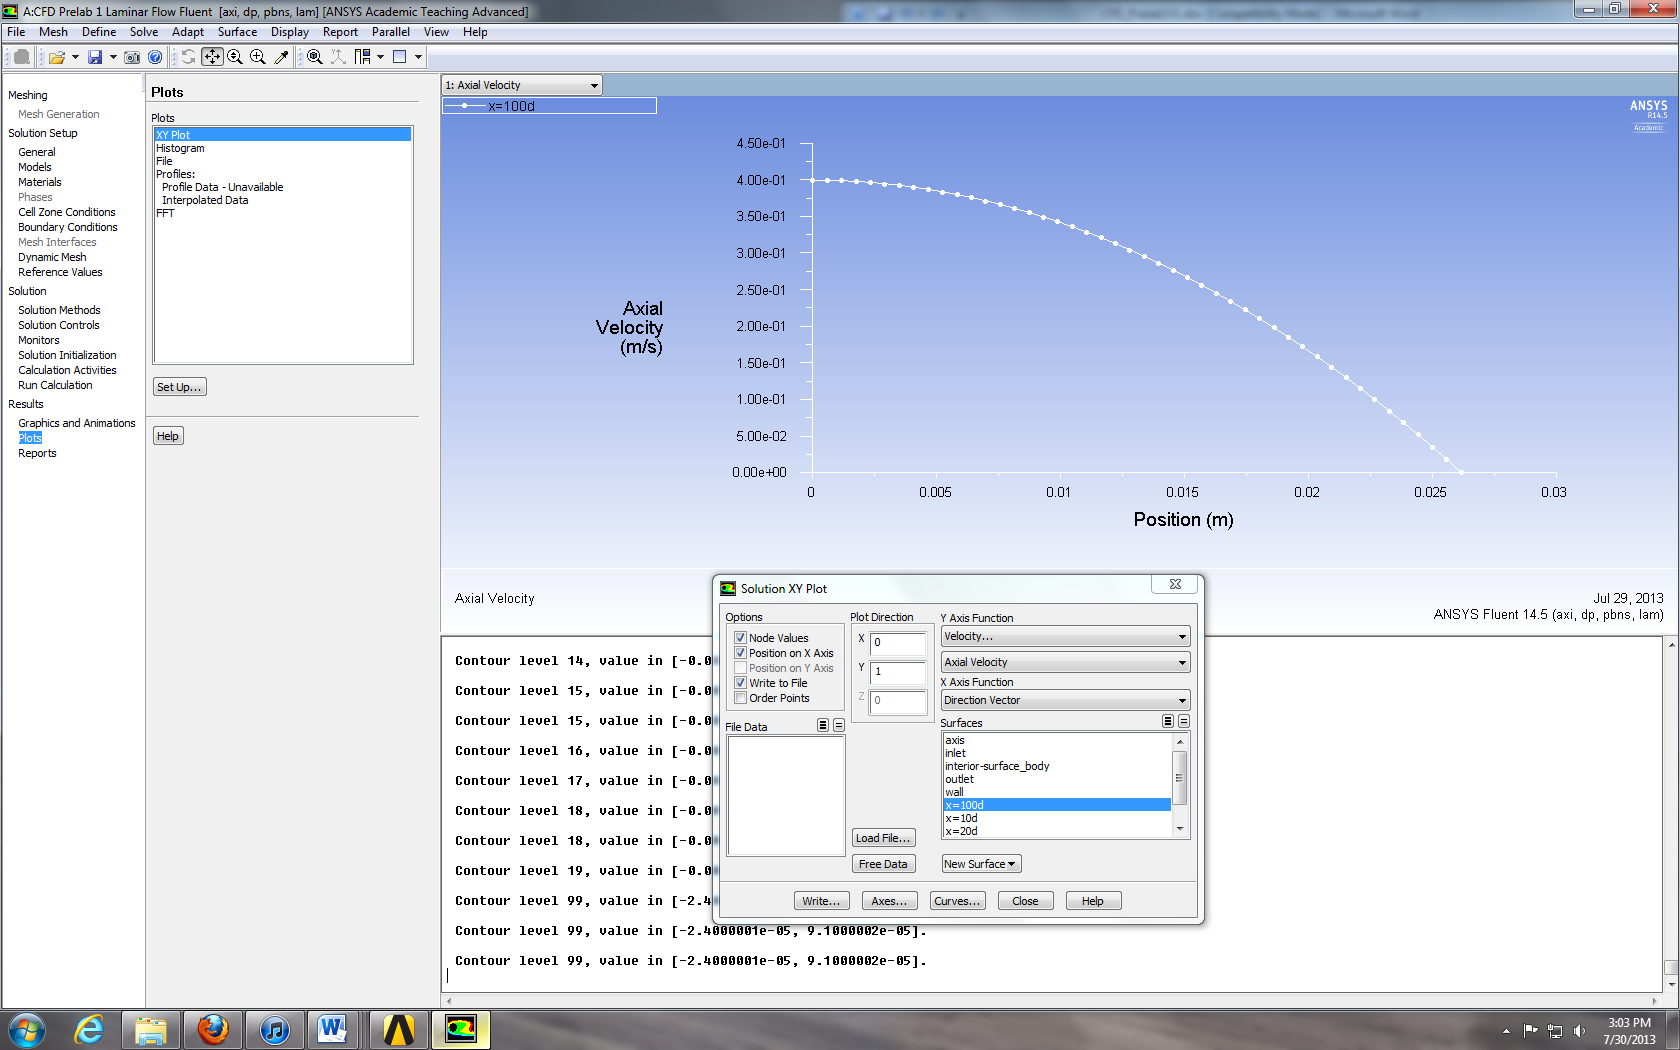 A:CFD Prelab 1 Laminar Flow Fluent [axi, dp, pbns, lam] [ANSYS Academic Teaching Advanced]
File Mesh Define Solve Adapt Surface Display Report Parallel View Help
Meshing
Mesh Generation
Solution Setup
General
Models
Materials
Phases
Cell Zone Conditions
Boundary Conditions
Mesh Interfaces
Dynamic Mesh
Reference Values
Solution
Solution Methods
Solution Controls
Monitors
Solution Initialization
Calculation Activities
Run Calculation
Results
Graphics and Animations
Plots
Reports
Plots
Plots
XY Plot
Histogram
File
Profiles:
Profile Data - Unavailable
Interpolated Data
FFT
Set Up...
Help
1: Axial Velocity
x=100d
ANSYS
R14.5
Academic
4.50e-01
4.00e-01
3.50e-01
3.00e-01
2.50e-01
2.00e-01
1.50e-01
1.00e-01
5.00e-02
0.00e+00
Axial
Velocity
(m/s)
0 0.005 0.01 0.015 0.02 0.025 0.03
Position (m)
Axial Velocity
Jul 29, 2013
ANSYS Fluent 14.5 (axi, dp, pbns, lam)
Contour level 14, value in [-0.0
Contour level 15, value in [-0.0
Contour level 15, value in [-0.0
Contour level 16, value in [-0.0
Contour level 17, value in [-0.0
Contour level 18, value in [-0.0
Contour level 18, value in [-0.0
Contour level 19, value in [-0.0
Contour level 99, value in [-2.4
Contour level 99, value in [-2.4000001e-05, 9.1000002e-05].
Contour level 99, value in [-2.4000001e-05, 9.1000002e-05].
Solution XY Plot
Options
Node Values
Position on X Axis
Position on Y Axis
Write to File
Order Points
Plot Direction
X 0
Y 1
Z 0
Y Axis Function
Velocity...
Axial Velocity
X Axis Function
Direction Vector
File Data
Surfaces
axis
inlet
interior-surface_body
outlet
wall
x=100d
x=10d
x=20d
Load File...
Free Data
New Surface
Write... Axes... Curves... Close Help
3:03 PM
7/30/2013